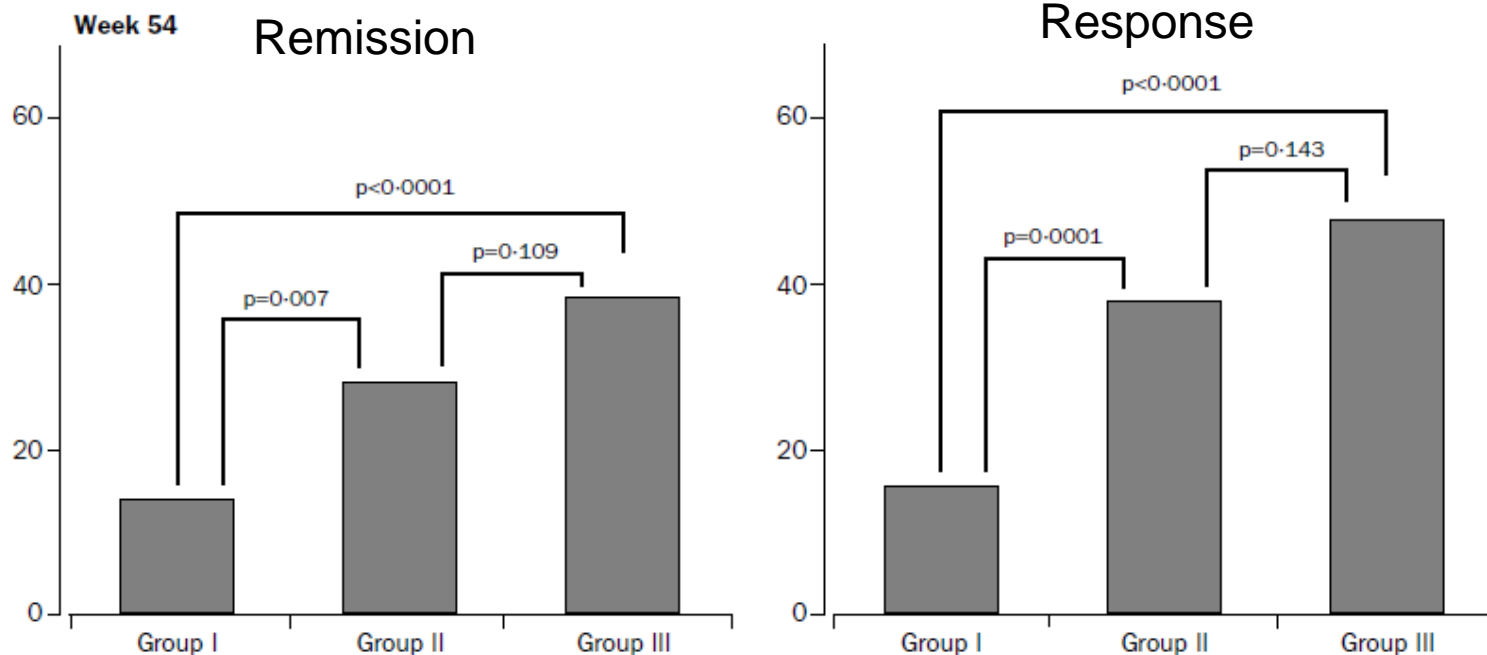 Week 54
Remission
60
40
20
0
p<0·0001
p=0·109
p=0·007
Group I
Group II
Group III
Response
60
40
20
0
p<0·0001
p=0·143
p=0·0001
Group I
Group II
Group III